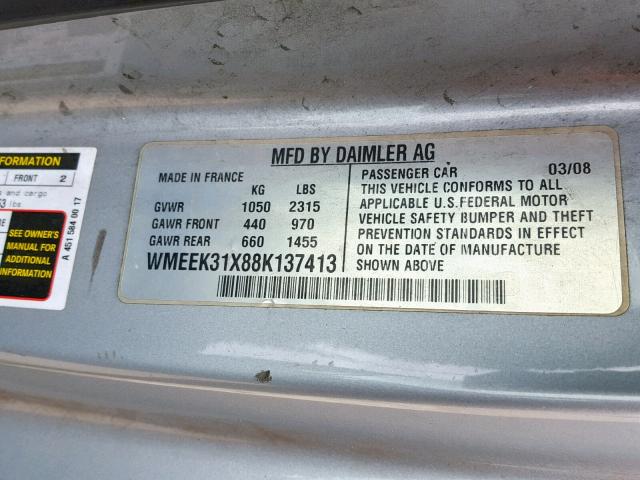 FORMATION
FRONT 2
s and cargo
lbs
SEE OWNER'S
MANUAL FOR
ADDITIONAL
INFORMATION
A 451 584 00 17
MFD BY DAIMLER AG
MADE IN FRANCE
KG LBS
GVWR 1050 2315
GAWR FRONT 440 970
GAWR REAR 660 1455
WMEEK31X88K137413
PASSENGER CAR 03/08
THIS VEHICLE CONFORMS TO ALL
APPLICABLE U.S.FEDERAL MOTOR
VEHICLE SAFETY BUMPER AND THEFT
PREVENTION STANDARDS IN EFFECT
ON THE DATE OF MANUFACTURE
SHOWN ABOVE